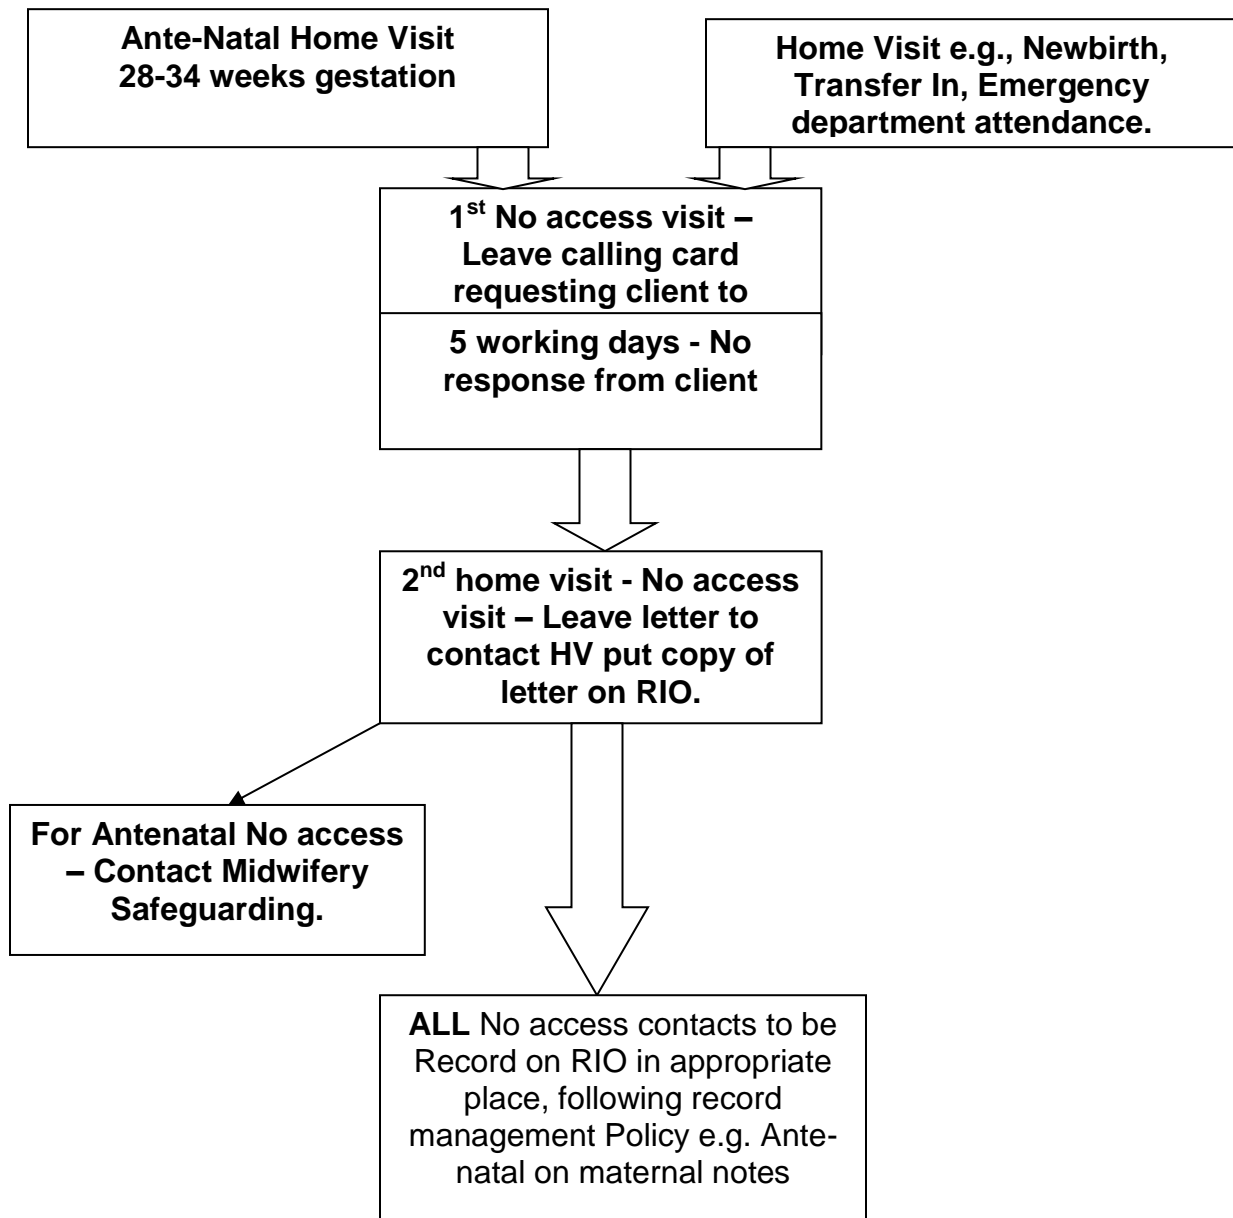 Ante-Natal Home Visit
28-34 weeks gestation
Home Visit e.g., Newbirth,
Transfer In, Emergency
department attendance.
1st No access visit –
Leave calling card
requesting client to
5 working days - No
response from client
2nd home visit - No access
visit – Leave letter to
contact HV put copy of
letter on RIO.
For Antenatal No access
– Contact Midwifery
Safeguarding.
ALL No access contacts to be
Record on RIO in appropriate
place, following record
management Policy e.g. Ante-
natal on maternal notes